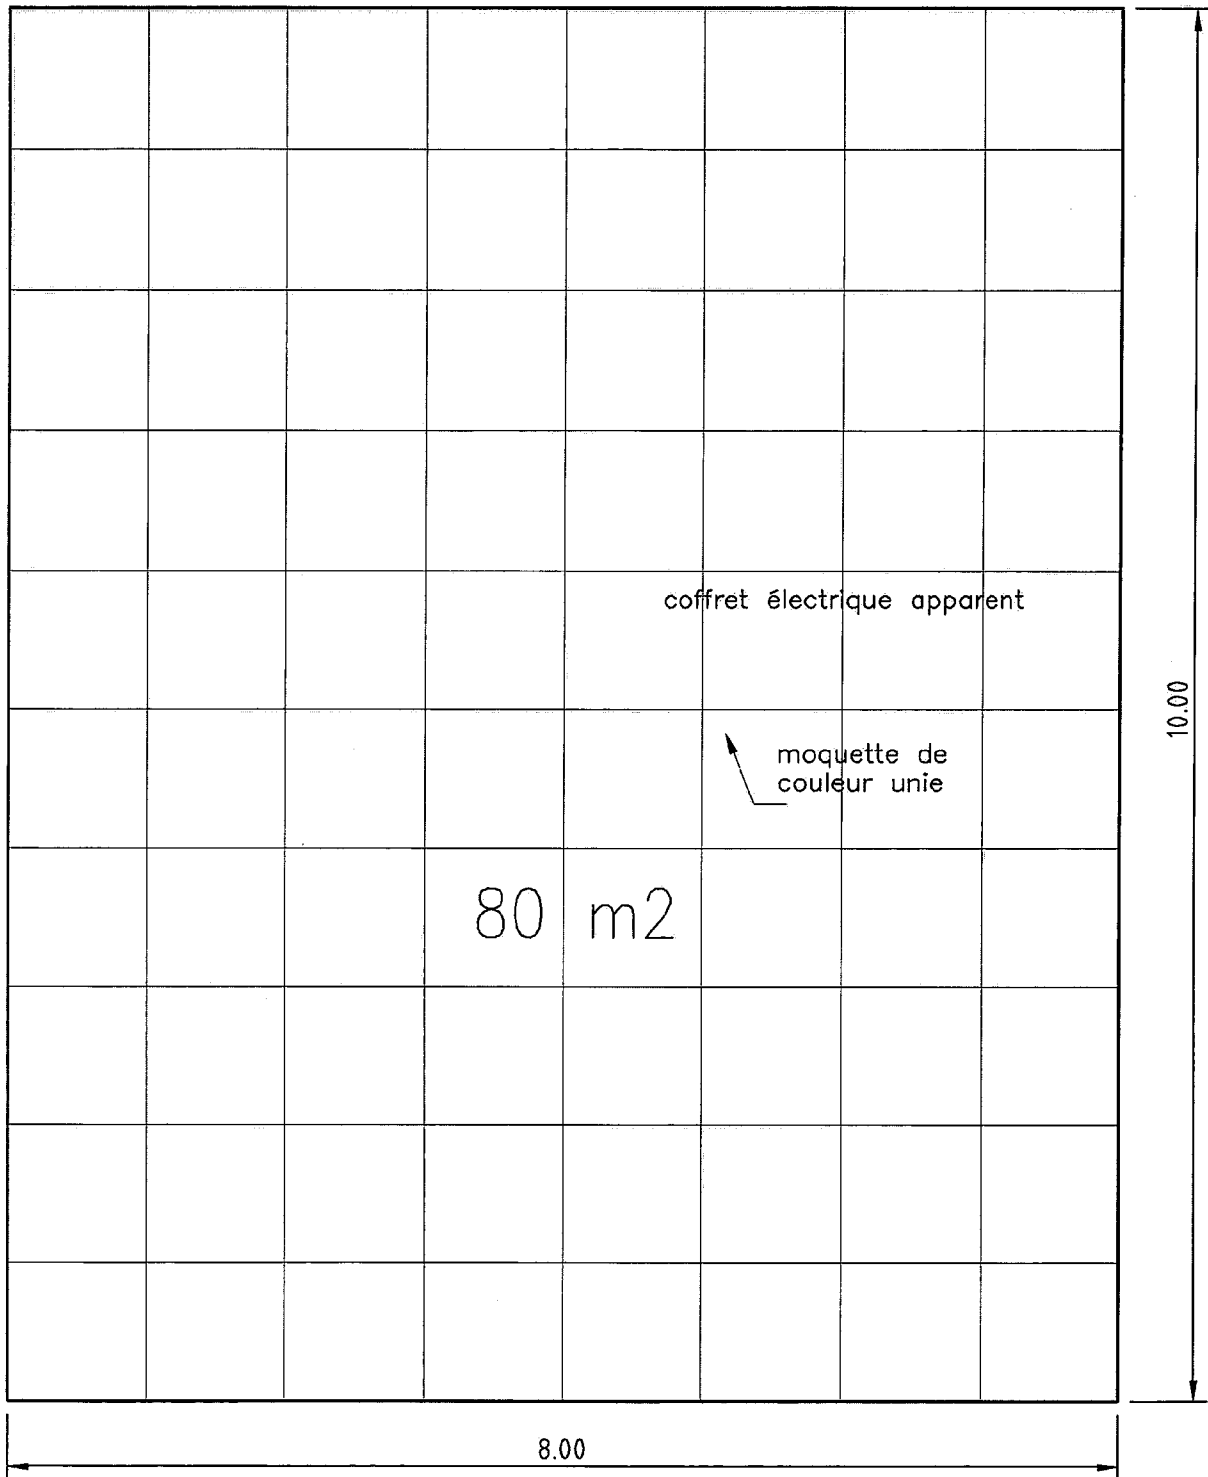 coffret électrique apparent
10.00
moquette de
couleur unie
80 m2
8.00